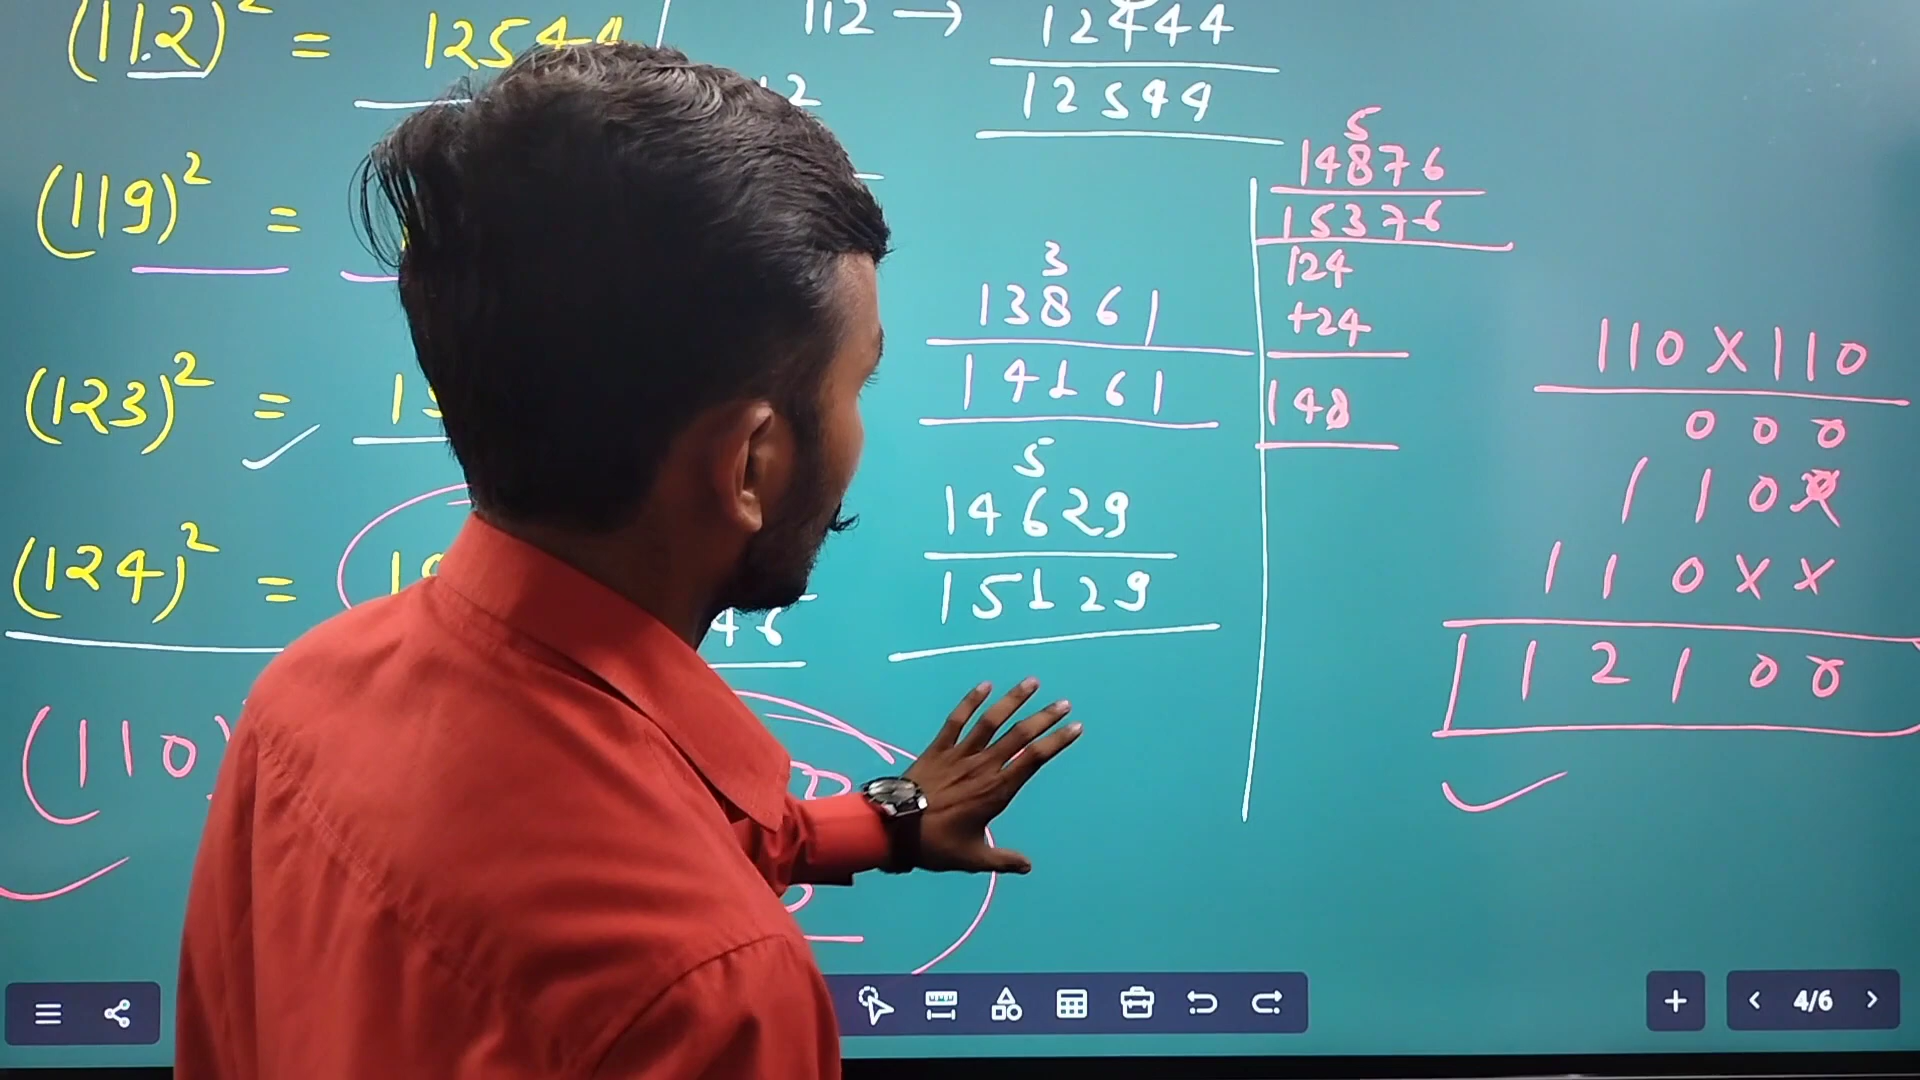 (112)² = 12544
(119)² =
(123)² =
(124)² =
(110)
112 → 12444
12544
3
13861
14161
5
14629
15129
5
14876
15376
124
+24
148
110 X 110
0 0 0
1 1 0
1 1 0 X X
1 2 1 0 0
4/6